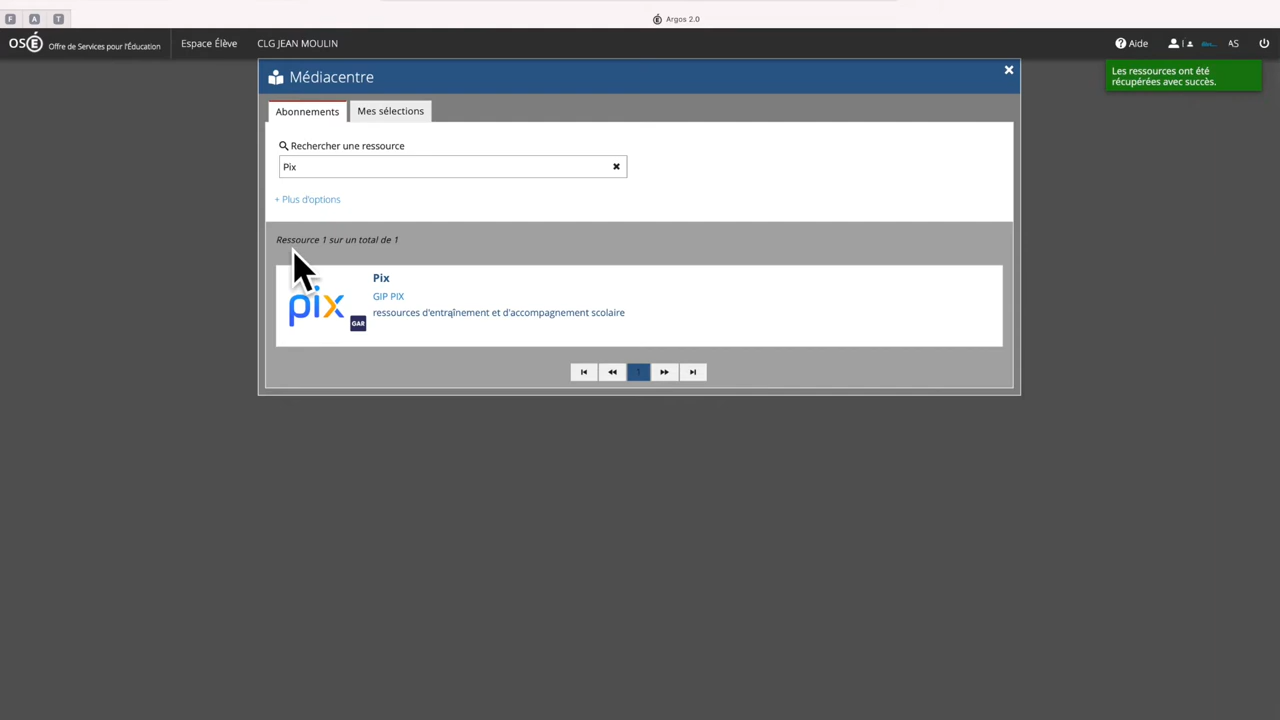 F A T
Argos 2.0
OSÉ Offre de Services pour l'Éducation
Espace Élève
CLG JEAN MOULIN
Aide
AS
Les ressources ont été
récupérées avec succès.
Médiacentre
Abonnements
Mes sélections
Rechercher une ressource
Pix
+ Plus d'options
Ressource 1 sur un total de 1
pix
GAR
Pix
GIP PIX
ressources d'entraînement et d'accompagnement scolaire
1